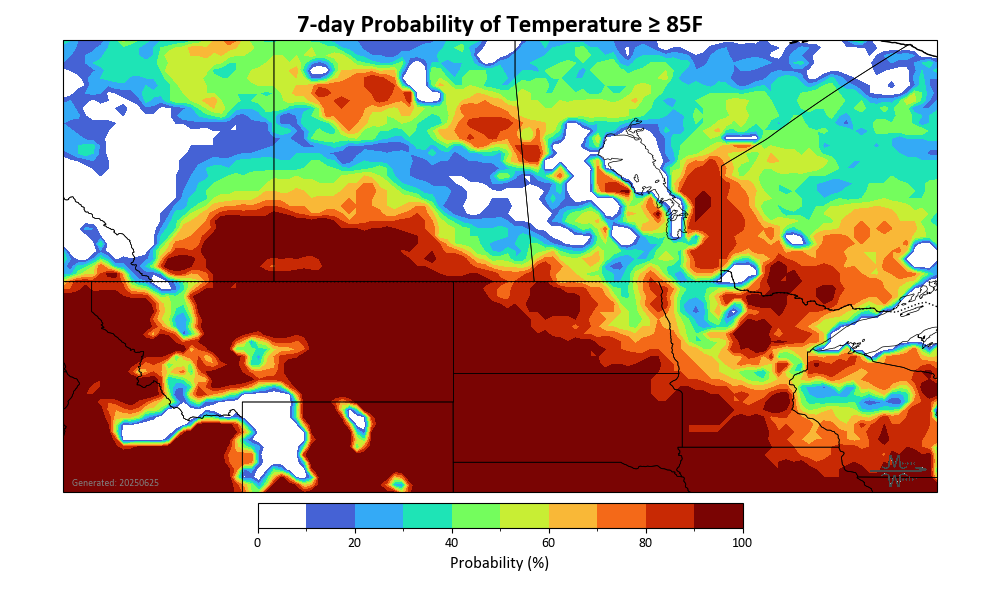 7-day Probability of Temperature ≥ 85F
Generated: 20250625
0 20 40 60 80 100
Probability (%)